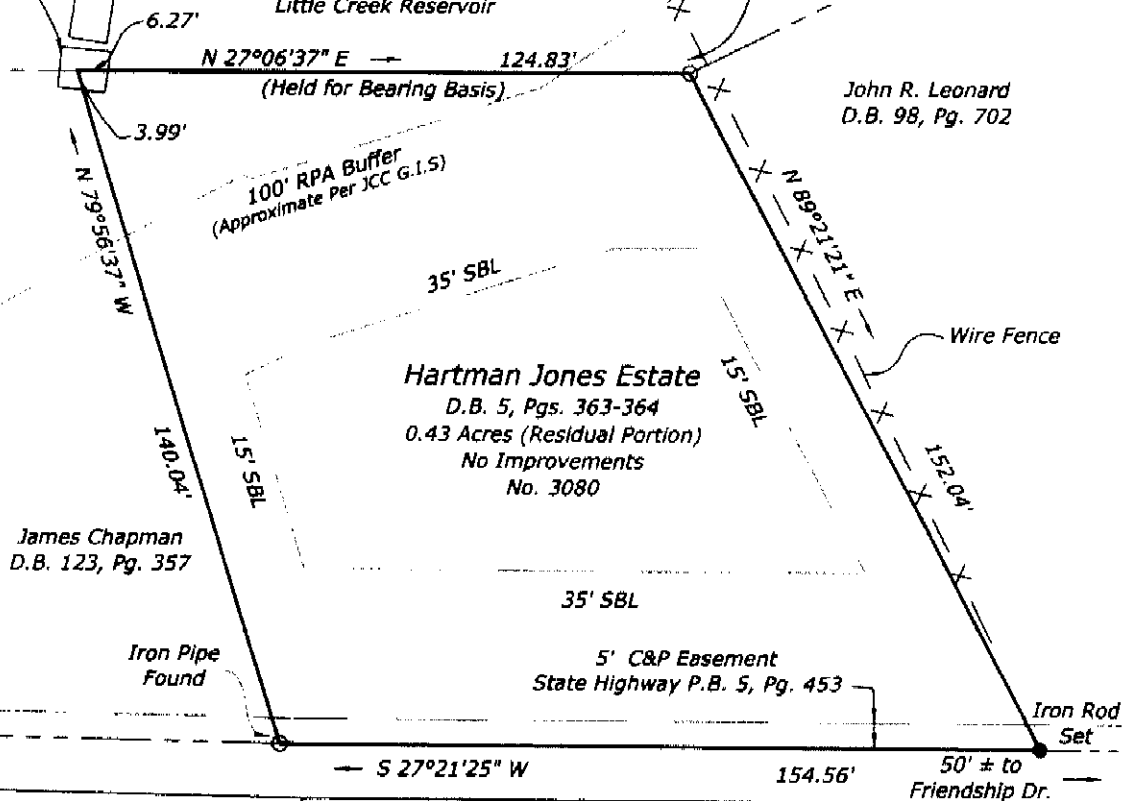 Little Creek Reservoir
6.27'
N 27°06'37" E
124.83'
(Held for Bearing Basis)
John R. Leonard
D.B. 98, Pg. 702
3.99'
100' RPA Buffer
(Approximate Per JCC G.I.S)
N 79°56'37" W
N 89°21'21" E
35' SBL
Wire Fence
15' SBL
Hartman Jones Estate
D.B. 5, Pgs. 363-364
0.43 Acres (Residual Portion)
No Improvements
No. 3080
140.04'
15' SBL
152.04'
James Chapman
D.B. 123, Pg. 357
35' SBL
Iron Pipe
Found
5' C&P Easement
State Highway P.B. 5, Pg. 453
Iron Rod
Set
S 27°21'25" W
154.56'
50' ± to
Friendship Dr.